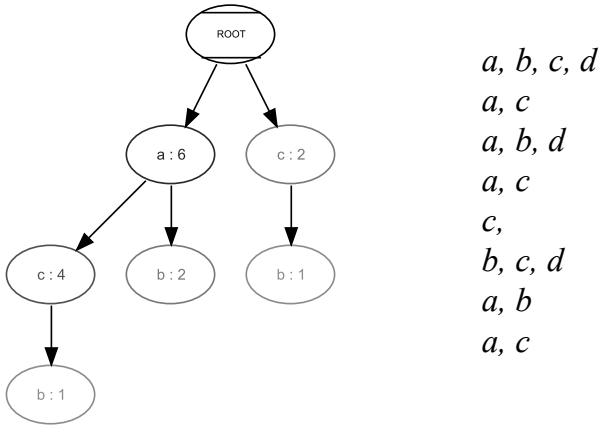 ROOT
a : 6
c : 2
c : 4
b : 2
b : 1
b : 1
a, b, c, d
a, c
a, b, d
a, c
c,
b, c, d
a, b
a, c